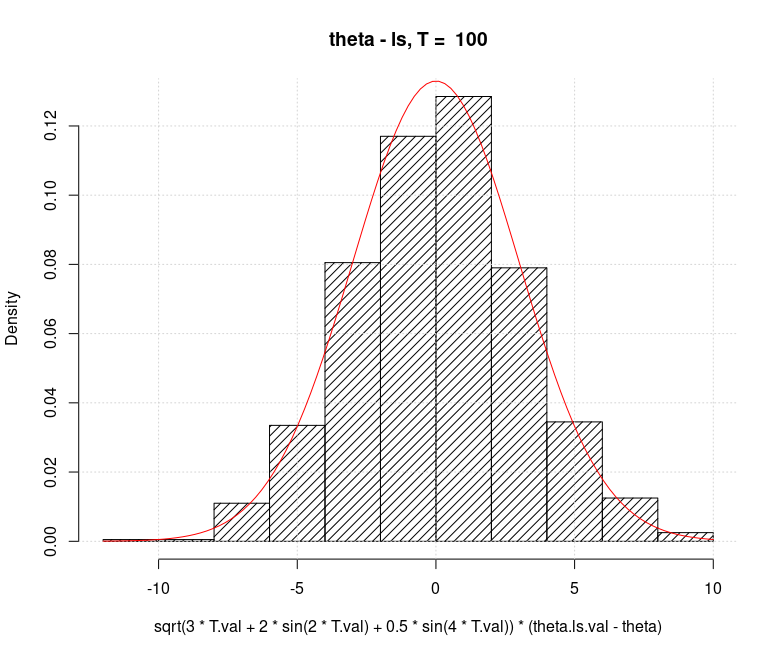 theta - ls, T =  100
Density
0.00 0.02 0.04 0.06 0.08 0.10 0.12
-10 -5 0 5 10
sqrt(3 * T.val + 2 * sin(2 * T.val) + 0.5 * sin(4 * T.val)) * (theta.ls.val - theta)